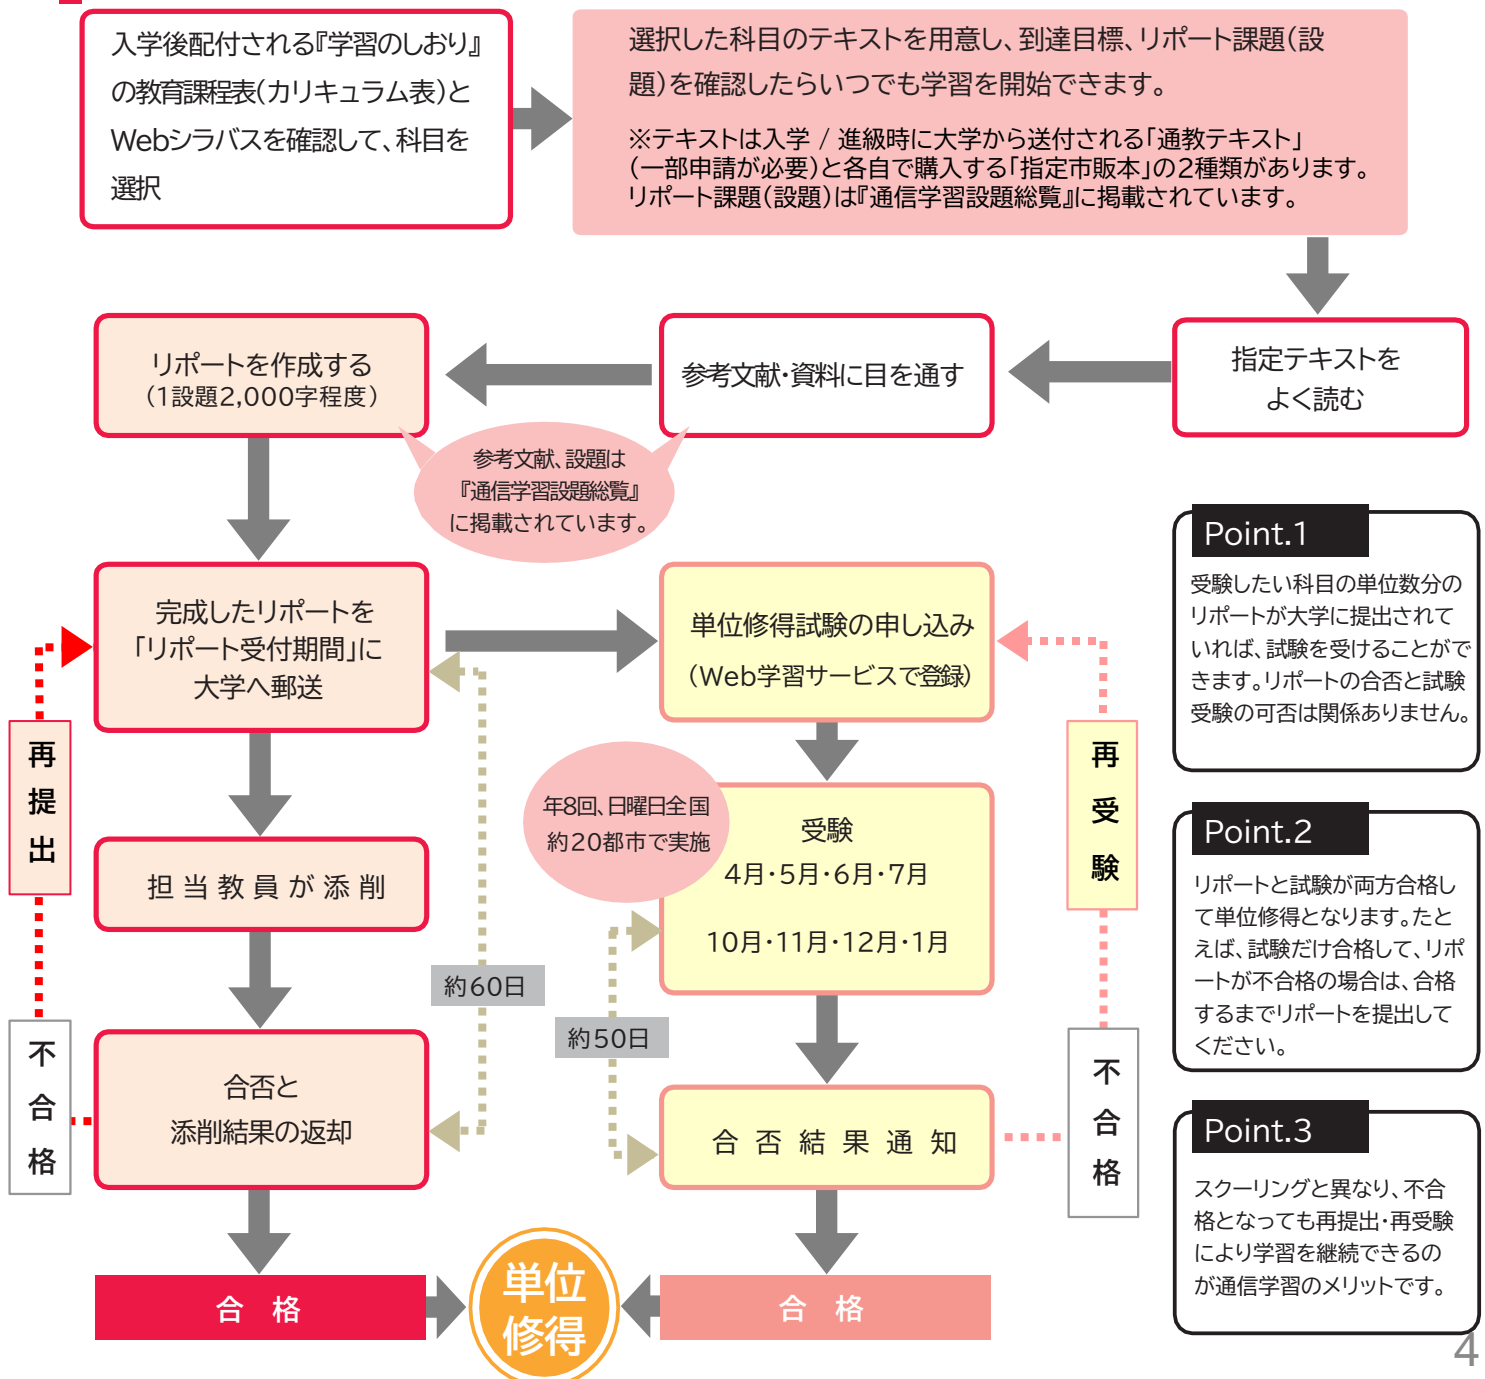 入学後配付される『学習のしおり』
の教育課程表(カリキュラム表)と
Webシラバスを確認して、科目を
選択
選択した科目のテキストを用意し、到達目標、リポート課題(設
題)を確認したらいつでも学習を開始できます。
※テキストは入学 / 進級時に大学から送付される「通教テキスト」
(一部申請が必要)と各自で購入する「指定市販本」の2種類があります。
リポート課題(設題)は『通信学習設題総覧』に掲載されています。
指定テキストを
よく読む
参考文献・資料に目を通す
リポートを作成する
(1設題2,000字程度)
参考文献、設題は
『通信学習設題総覧』
に掲載されています。
完成したリポートを
「リポート受付期間」に
大学へ郵送
担当教員が添削
合否と
添削結果の返却
合 格
再提出
不合格
約60日
単位修得試験の申し込み
(Web学習サービスで登録)
年8回、日曜日全国
約20都市で実施
受験
4月・5月・6月・7月
10月・11月・12月・1月
約50日
合否結果通知
合 格
再受験
不合格
単位
修得
Point.1
受験したい科目の単位数分の
リポートが大学に提出されて
いれば、試験を受けることがで
きます。リポートの合否と試験
受験の可否は関係ありません。
Point.2
リポートと試験が両方合格し
て単位修得となります。たと
えば、試験だけ合格して、リポ
ートが不合格の場合は、合格
するまでリポートを提出して
ください。
Point.3
スクーリングと異なり、不合
格となっても再提出・再受験
により学習を継続できるの
が通信学習のメリットです。
4